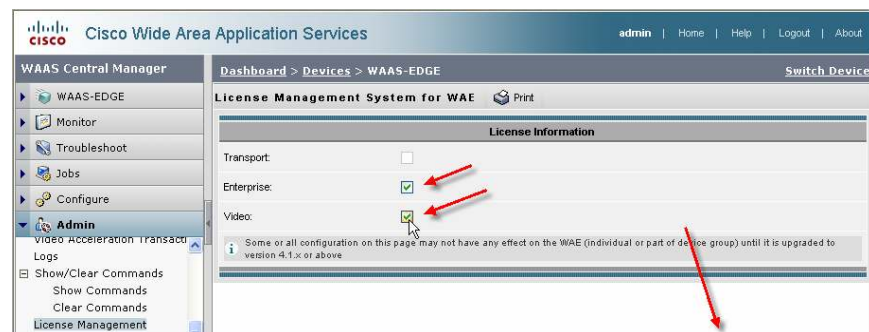 CISCO
Cisco Wide Area Application Services
admin | Home | Help | Logout | About
WAAS Central Manager
Dashboard > Devices > WAAS-EDGE
Switch Device
WAAS-EDGE
Monitor
Troubleshoot
Jobs
Configure
Admin
Video Acceleration Transacti
Logs
Show/Clear Commands
Show Commands
Clear Commands
License Management
License Management System for WAE
Print
License Information
Transport:
Enterprise:
Video:
Some or all configuration on this page may not have any effect on the WAE (individual or part of device group) until it is upgraded to
version 4.1.x or above